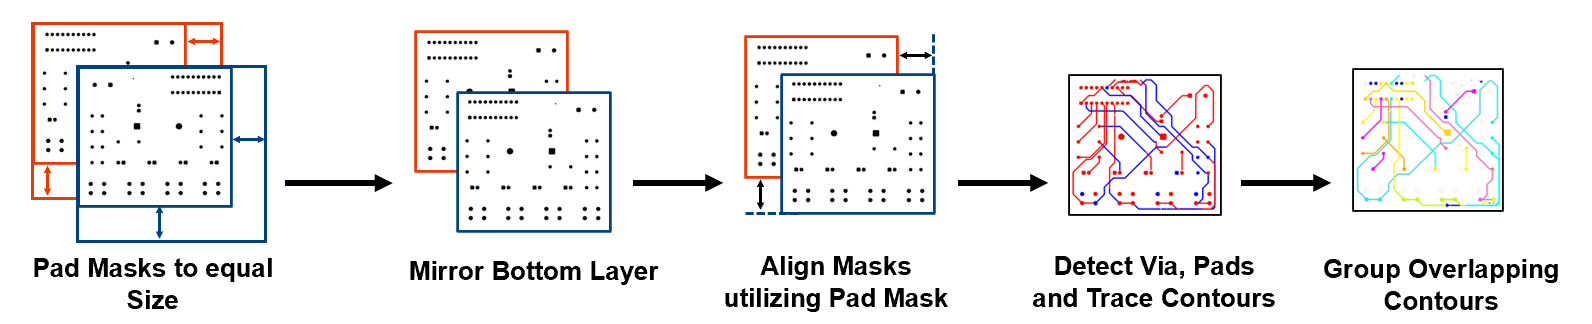 Pad Masks to equal
Size
Mirror Bottom Layer
Align Masks
utilizing Pad Mask
Detect Via, Pads
and Trace Contours
Group Overlapping
Contours